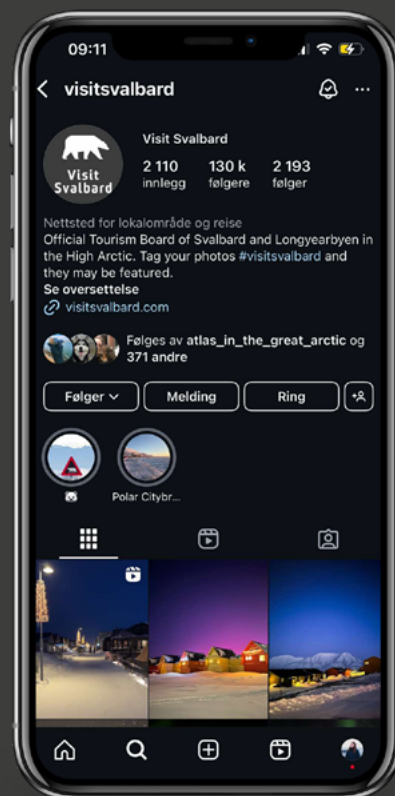 09:11
visitsvalbard
Visit
Svalbard
Visit Svalbard
2 110 130 k 2 193
innlegg følgere følger
Nettsted for lokalområde og reise
Official Tourism Board of Svalbard and Longyearbyen in
the High Arctic. Tag your photos #visitsvalbard and
they may be featured.
Se oversettelse
visitsvalbard.com
Følges av atlas_in_the_great_arctic og
371 andre
Følger Melding Ring
Polar Citybr...